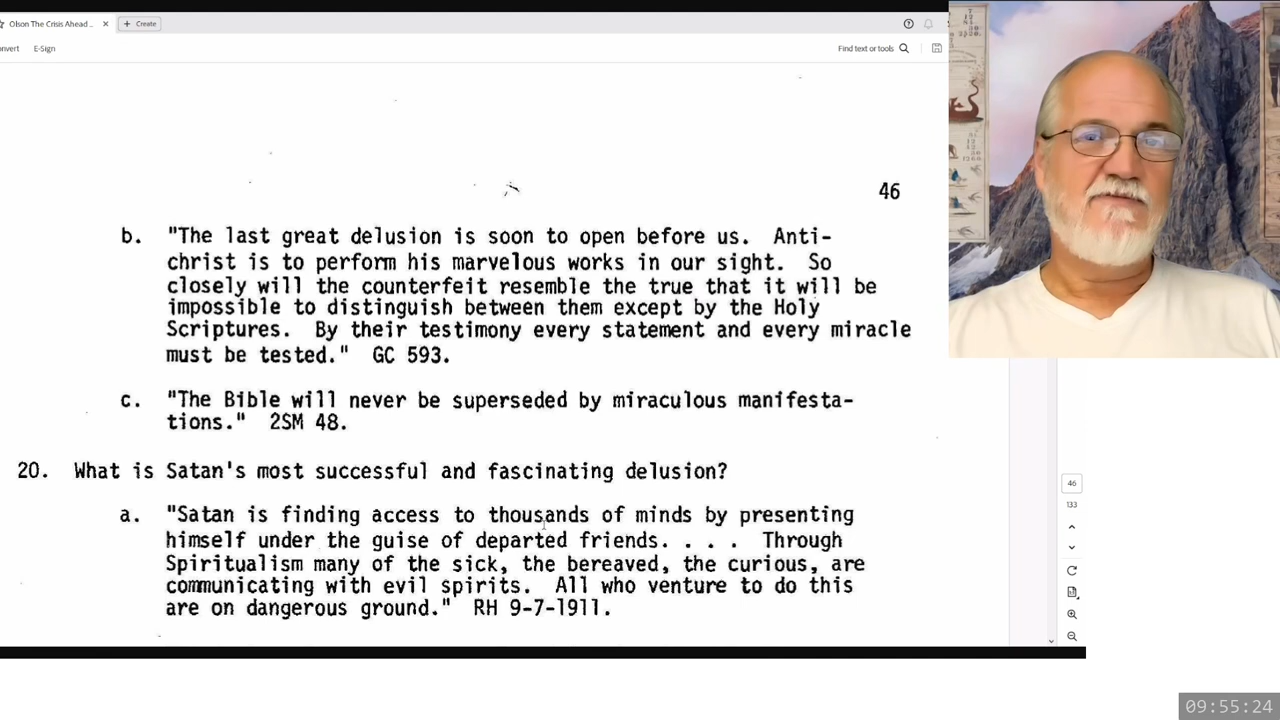 Olson The Crisis Ahead ..
Create
onvert
E-Sign
Find text or tools
46
b. "The last great delusion is soon to open before us. Anti-
christ is to perform his marvelous works in our sight. So
closely will the counterfeit resemble the true that it will be
impossible to distinguish between them except by the Holy
Scriptures. By their testimony every statement and every miracle
must be tested." GC 593.
c. "The Bible will never be superseded by miraculous manifesta-
tions." 2SM 48.
20. What is Satan's most successful and fascinating delusion?
a. "Satan is finding access to thousands of minds by presenting
himself under the guise of departed friends. . . . Through
Spiritualism many of the sick, the bereaved, the curious, are
communicating with evil spirits. All who venture to do this
are on dangerous ground." RH 9-7-1911.
46
133
09:55:24